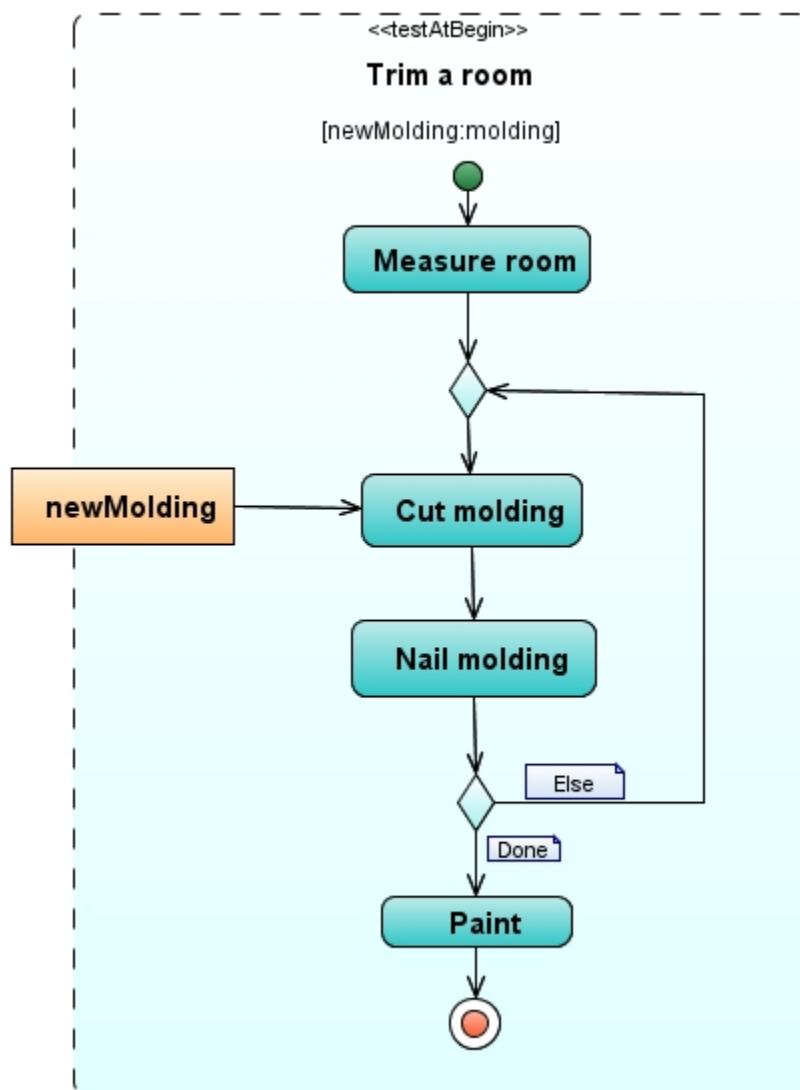 <<testAtBegin>>
Trim a room
[newMolding:molding]
Measure room
newMolding
Cut molding
Nail molding
Else
Done
Paint